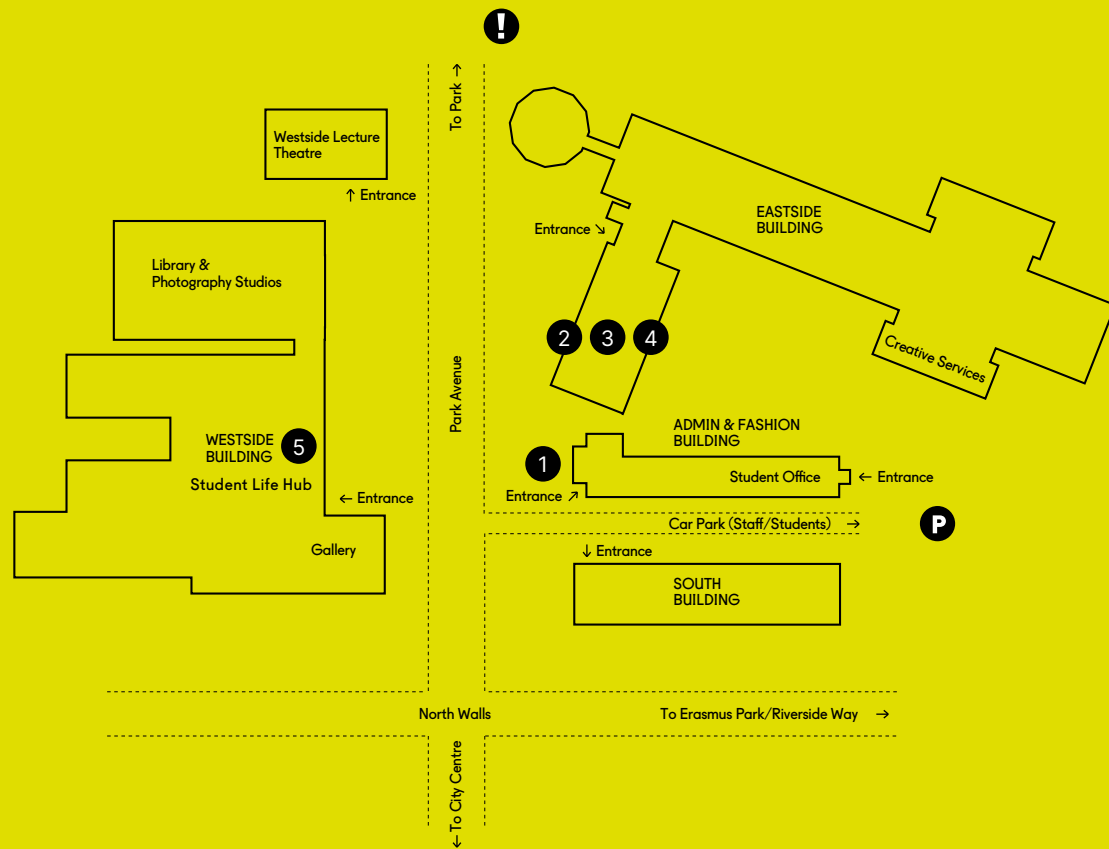 !
To Park →
Westside Lecture
Theatre
↑ Entrance
EASTSIDE
BUILDING
Entrance ↘
Library &
Photography Studios
2
3
4
Creative Services
Park Avenue
ADMIN & FASHION
BUILDING
WESTSIDE
BUILDING
5
Student Life Hub
1
Student Office
← Entrance
Entrance ↗
← Entrance
Car Park (Staff/Students) →
P
Gallery
↓ Entrance
SOUTH
BUILDING
North Walls
To Erasmus Park/Riverside Way →
← To City Centre